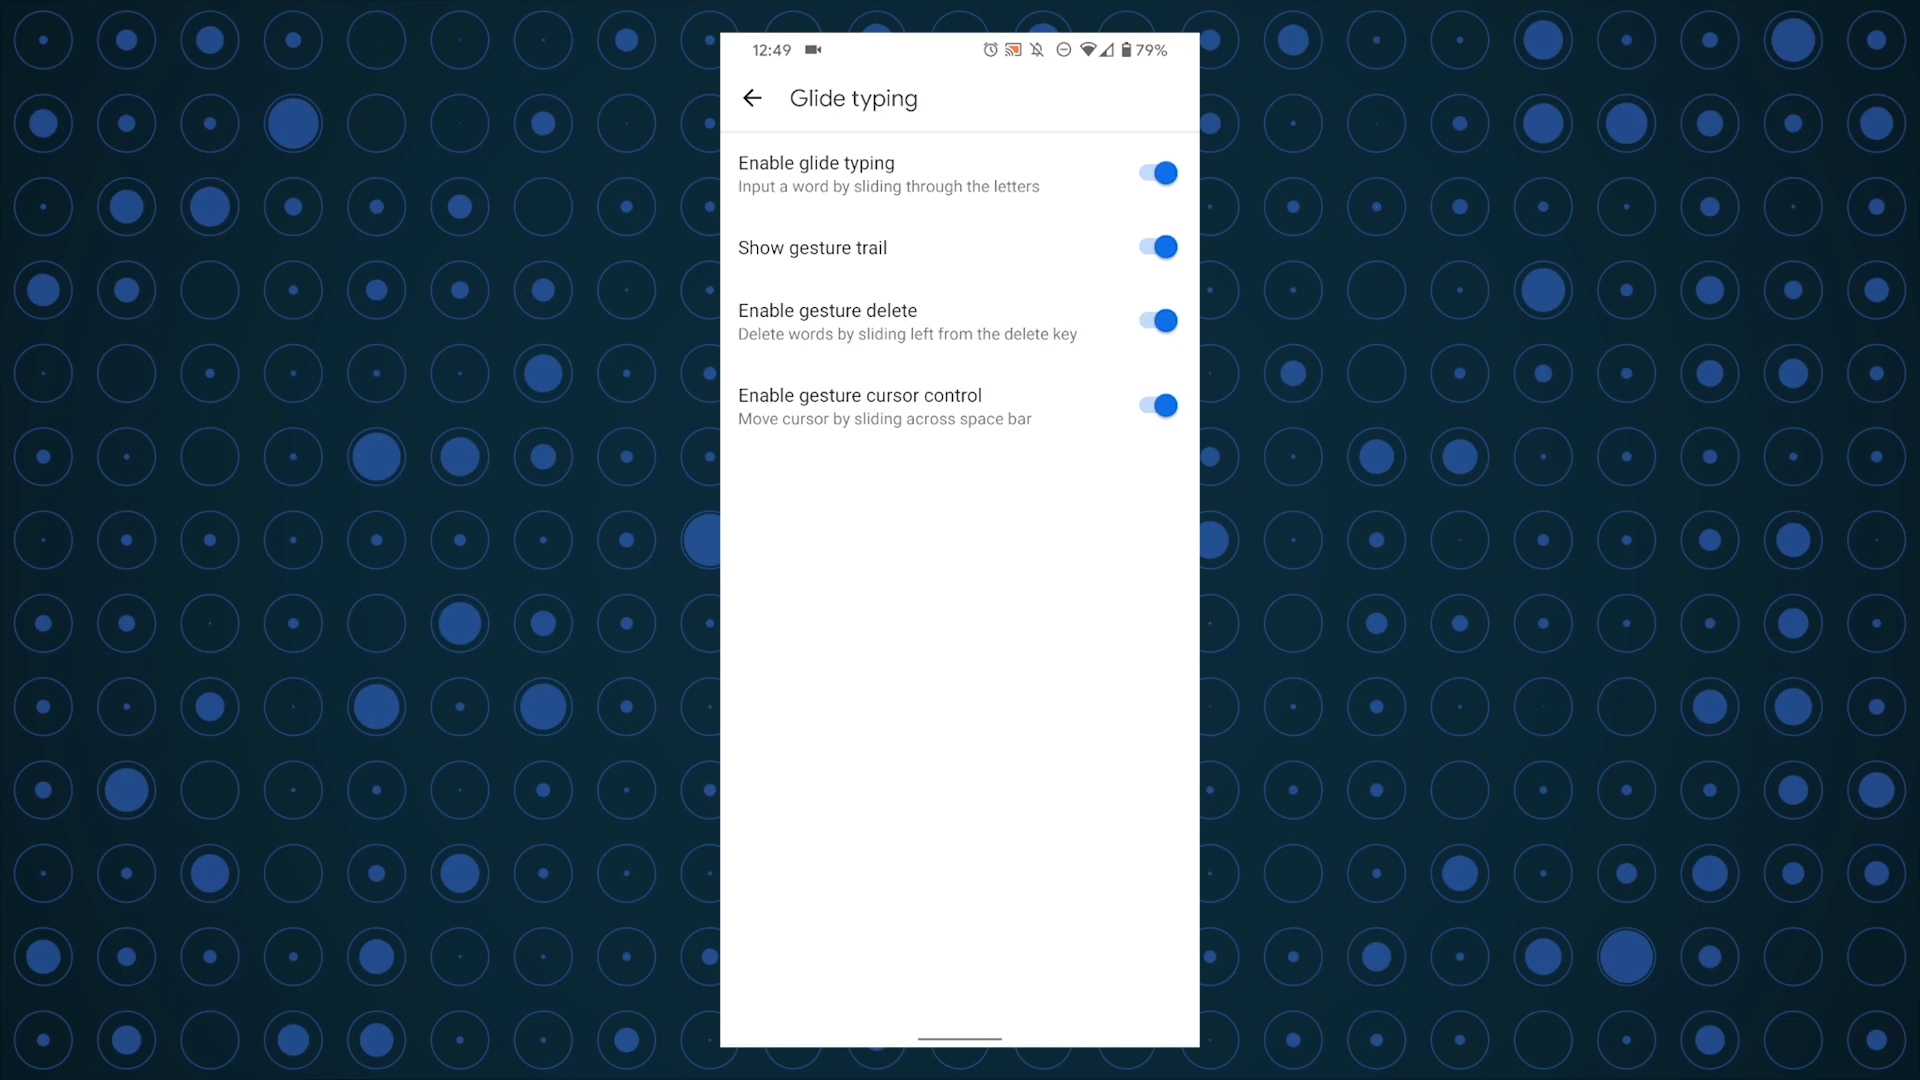 12:49 79%
Glide typing
Enable glide typing
Input a word by sliding through the letters
Show gesture trail
Enable gesture delete
Delete words by sliding left from the delete key
Enable gesture cursor control
Move cursor by sliding across space bar